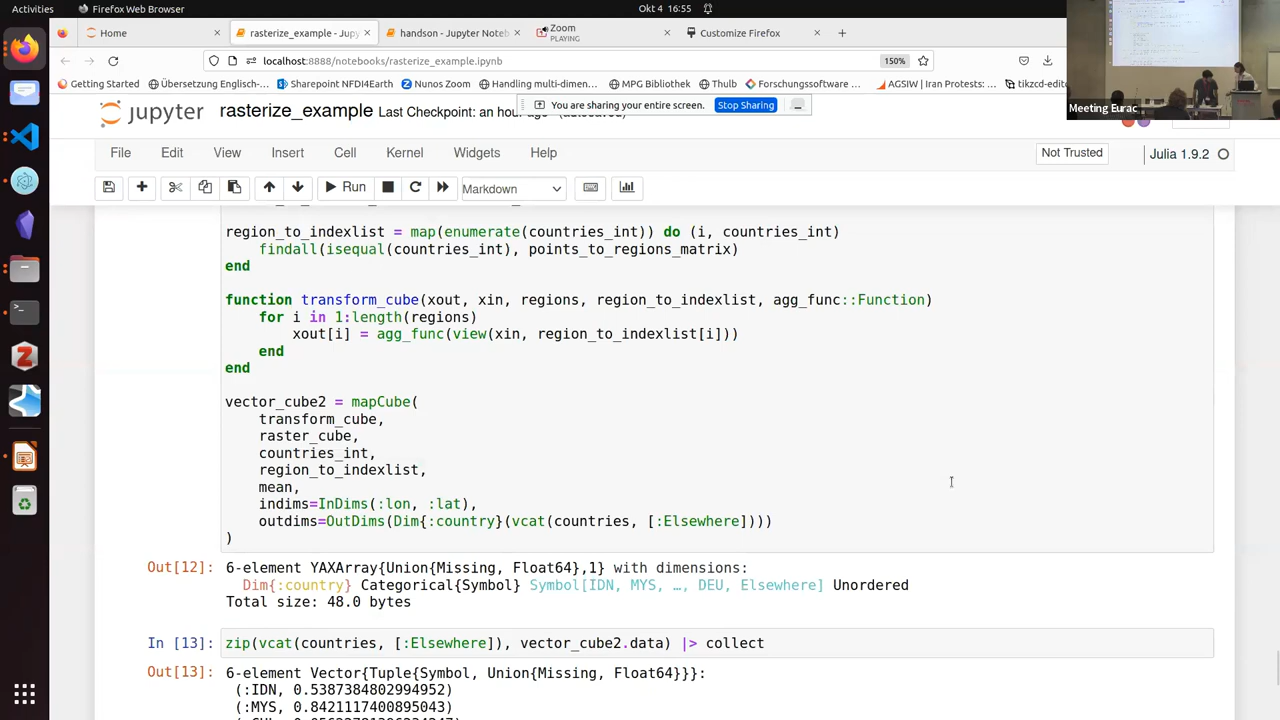 Activities
Firefox Web Browser
Okt 4 16:55
Home
rasterize_example - Jupy
handson - Jupyter Noteb
Zoom
PLAYING
Customize Firefox
localhost:8888/notebooks/rasterize_example.ipynb
150%
Getting Started
Übersetzung Englisch-...
Sharepoint NFDI4Earth
Nunos Zoom
Handling multi-dimen...
MPG Bibliothek
Thulb
Forschungssoftware ...
AGSIW | Iran Protests: ...
tikzcd-editor
Meeting Eurac
jupyter
rasterize_example
Last Checkpoint: an hour ago
You are sharing your entire screen.
Stop Sharing
File
Edit
View
Insert
Cell
Kernel
Widgets
Help
Not Trusted
Julia 1.9.2
Run
Markdown
region_to_indexlist = map(enumerate(countries_int)) do (i, countries_int)
findall(isequal(countries_int), points_to_regions_matrix)
end
function transform_cube(xout, xin, regions, region_to_indexlist, agg_func::Function)
for i in 1:length(regions)
xout[i] = agg_func(view(xin, region_to_indexlist[i]))
end
end
vector_cube2 = mapCube(
transform_cube,
raster_cube,
countries_int,
region_to_indexlist,
mean,
indims=InDims(:lon, :lat),
outdims=OutDims(Dim{:country}(vcat(countries, [:Elsewhere])))
)
Out[12]:
6-element YAXArray{Union{Missing, Float64},1} with dimensions:
Dim{:country} Categorical{Symbol} Symbol[IDN, MYS, …, DEU, Elsewhere] Unordered
Total size: 48.0 bytes
In [13]:
zip(vcat(countries, [:Elsewhere]), vector_cube2.data) |> collect
Out[13]:
6-element Vector{Tuple{Symbol, Union{Missing, Float64}}}:
(:IDN, 0.5387384802994952)
(:MYS, 0.8421117400895043)